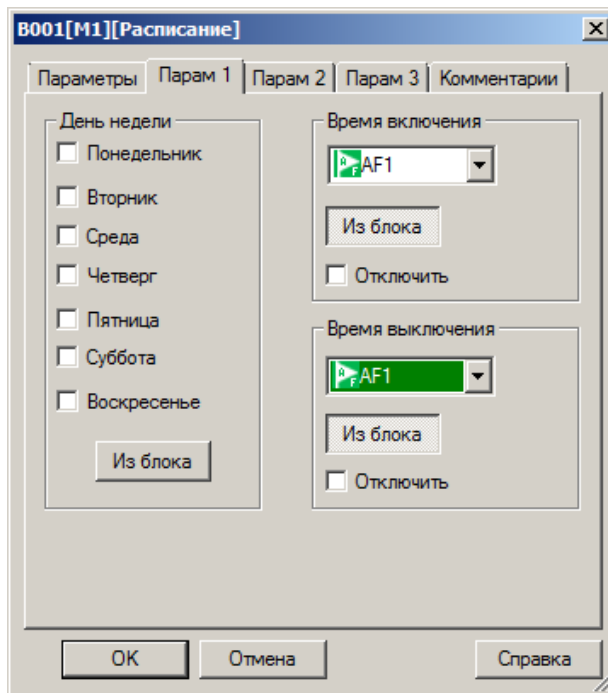 B001[M1][Расписание]
Параметры Парам 1 Парам 2 Парам 3 Комментарии
День недели
Понедельник
Вторник
Среда
Четверг
Пятница
Суббота
Воскресенье
Из блока
Время включения
AF1
Из блока
Отключить
Время выключения
AF1
Из блока
Отключить
OK Отмена Справка